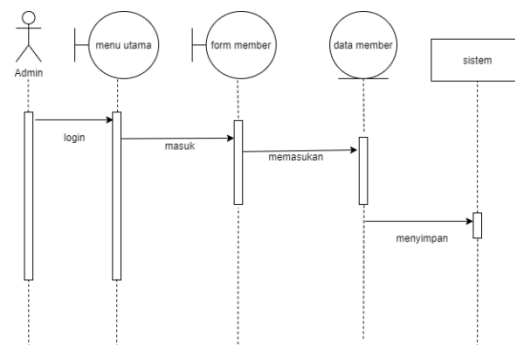 Admin
menu utama
form member
data member
sistem
login
masuk
memasukan
menyimpan